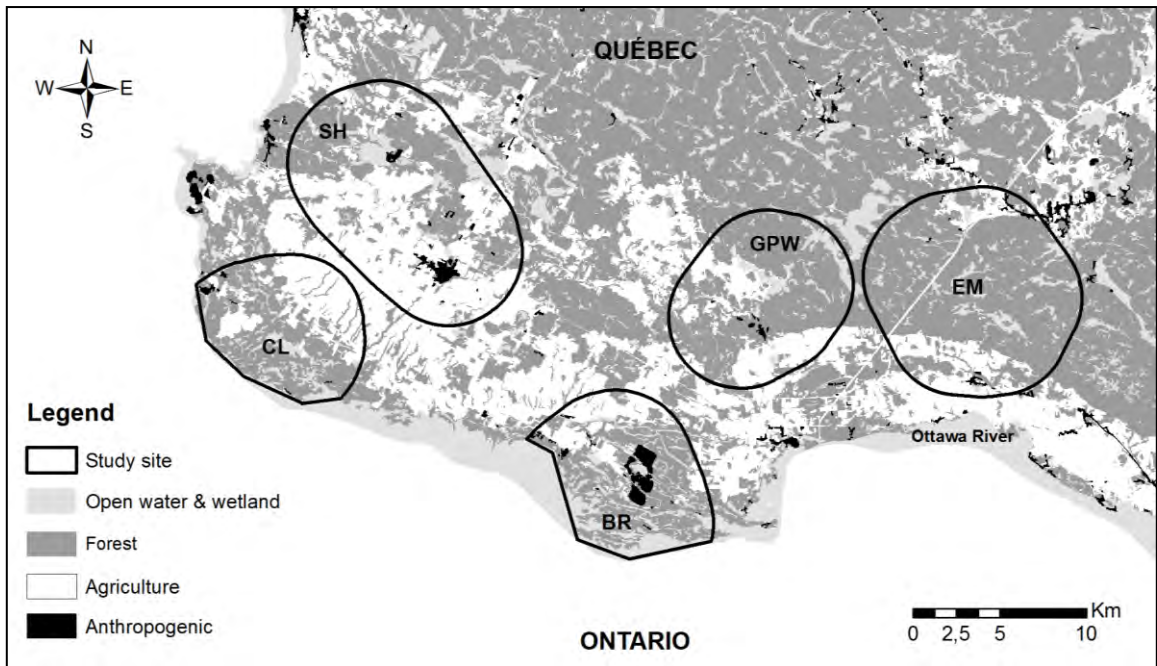 N
W E
S
QUÉBEC
SH
GPW
EM
CL
BR
Ottawa River
Legend
Study site
Open water & wetland
Forest
Agriculture
Anthropogenic
ONTARIO
Km
0 2,5 5 10